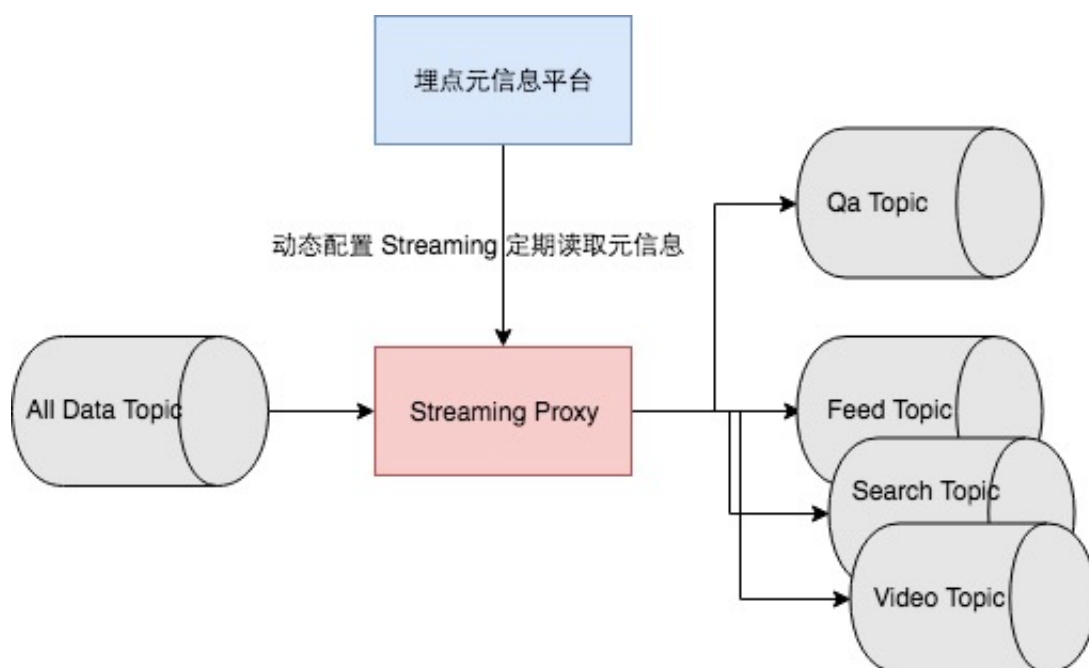 埋点元信息平台
Qa Topic
动态配置 Streaming 定期读取元信息
All Data Topic
Streaming Proxy
Feed Topic
Search Topic
Video Topic